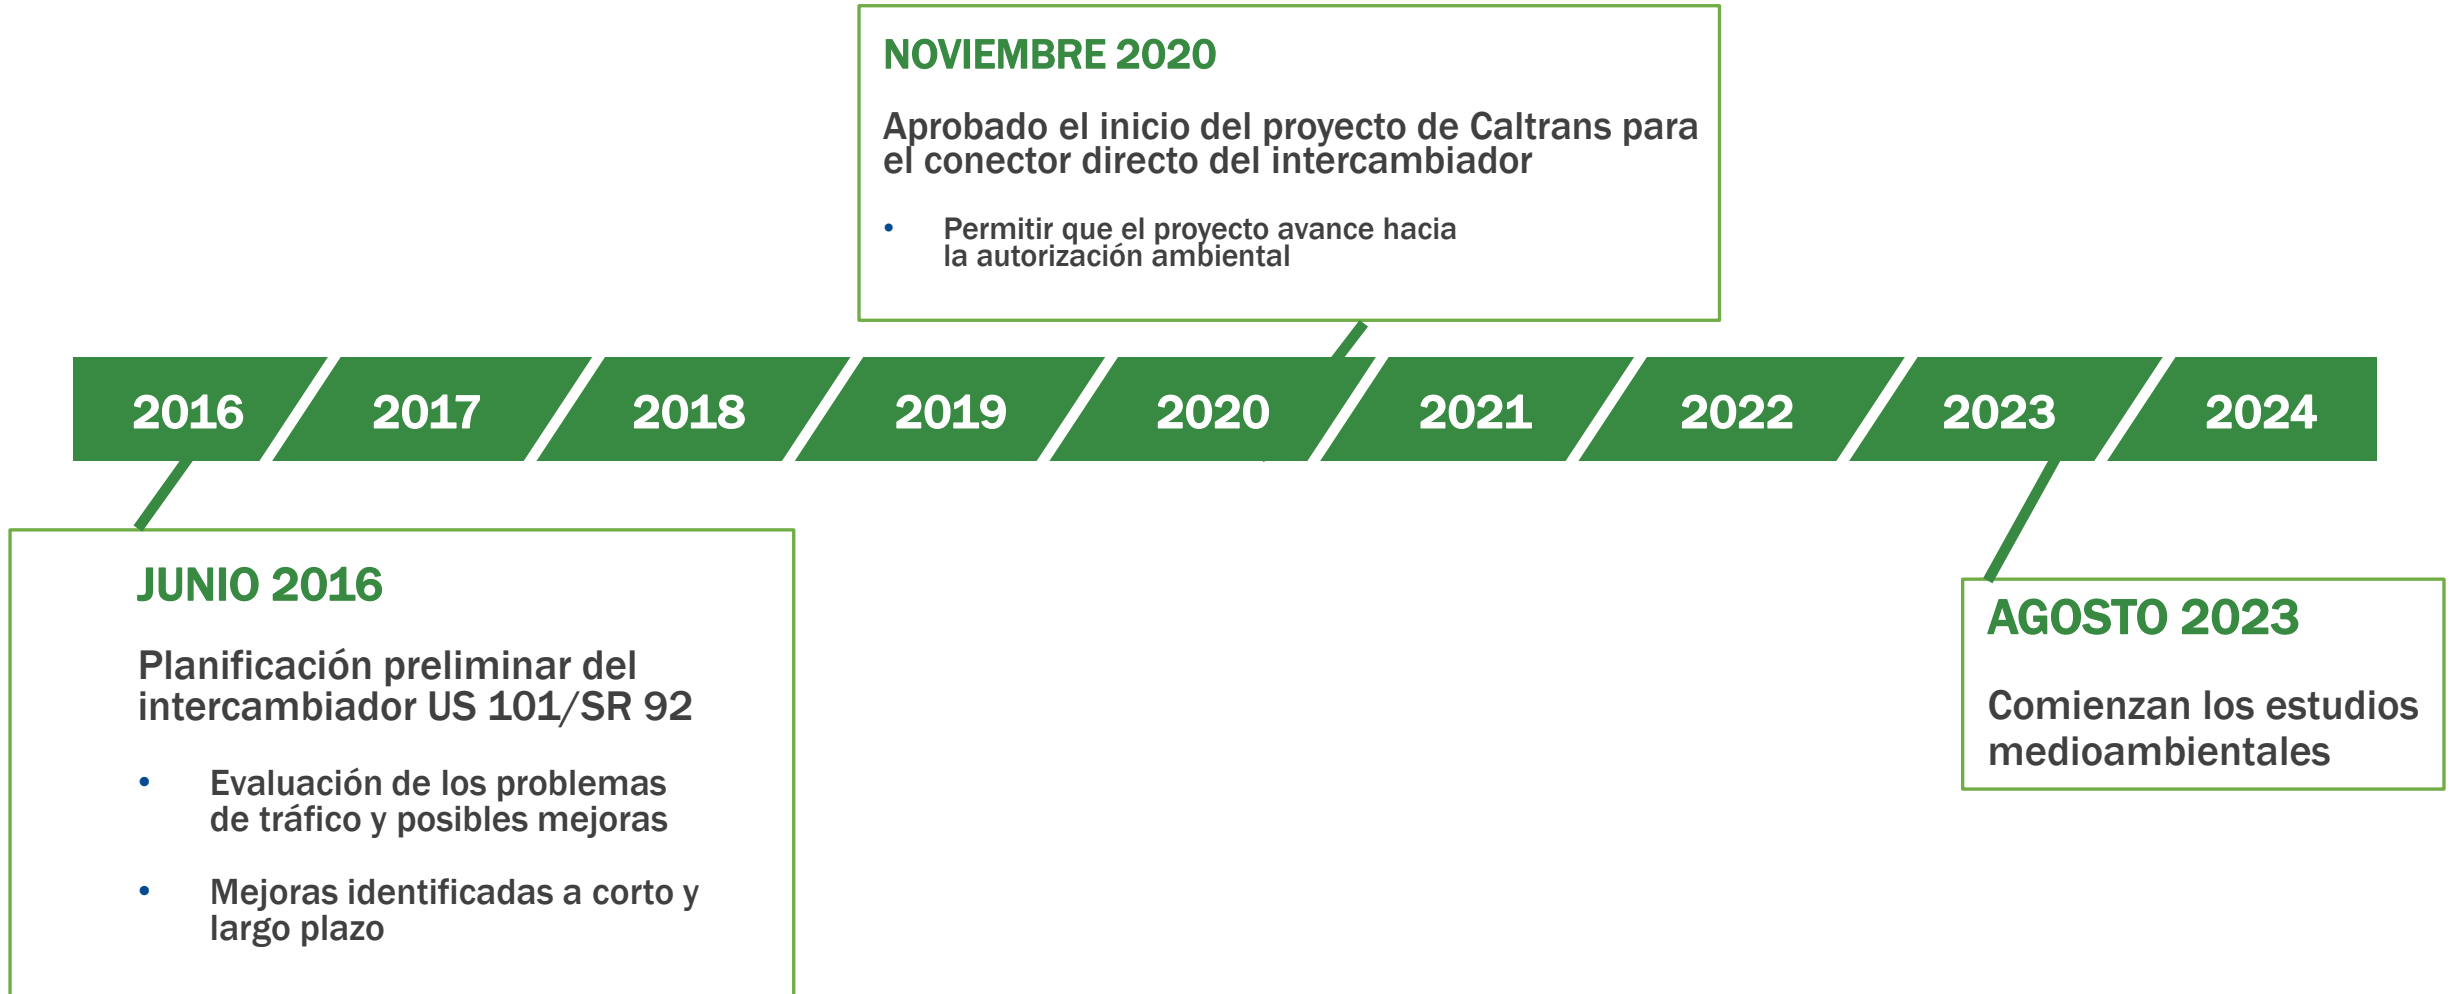 NOVIEMBRE 2020
Aprobado el inicio del proyecto de Caltrans para
el conector directo del intercambiador
• Permitir que el proyecto avance hacia
la autorización ambiental
2016 2017 2018 2019 2020 2021 2022 2023 2024
JUNIO 2016
Planificación preliminar del
intercambiador US 101/SR 92
• Evaluación de los problemas
de tráfico y posibles mejoras
• Mejoras identificadas a corto y
largo plazo
AGOSTO 2023
Comienzan los estudios
medioambientales